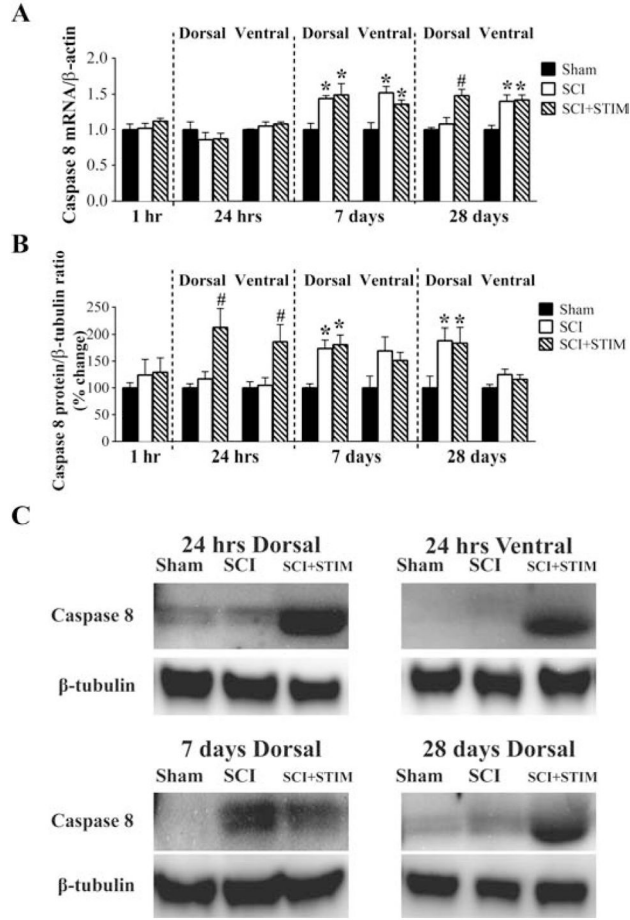 A
Dorsal Ventral Dorsal Ventral Dorsal Ventral
Caspase 8 mRNA/β-actin
2.0
1.5
1.0
0.5
0.0
* * * * # * *
Sham
SCI
SCI+STIM
1 hr 24 hrs 7 days 28 days
B
Dorsal Ventral Dorsal Ventral Dorsal Ventral
Caspase 8 protein/β-tubulin ratio
(% change)
250
200
150
100
50
0
# # * * * *
Sham
SCI
SCI+STIM
1 hr 24 hrs 7 days 28 days
C
24 hrs Dorsal 24 hrs Ventral
Sham SCI SCI+STIM Sham SCI SCI+STIM
Caspase 8
β-tubulin
7 days Dorsal 28 days Dorsal
Sham SCI SCI+STIM Sham SCI SCI+STIM
Caspase 8
β-tubulin